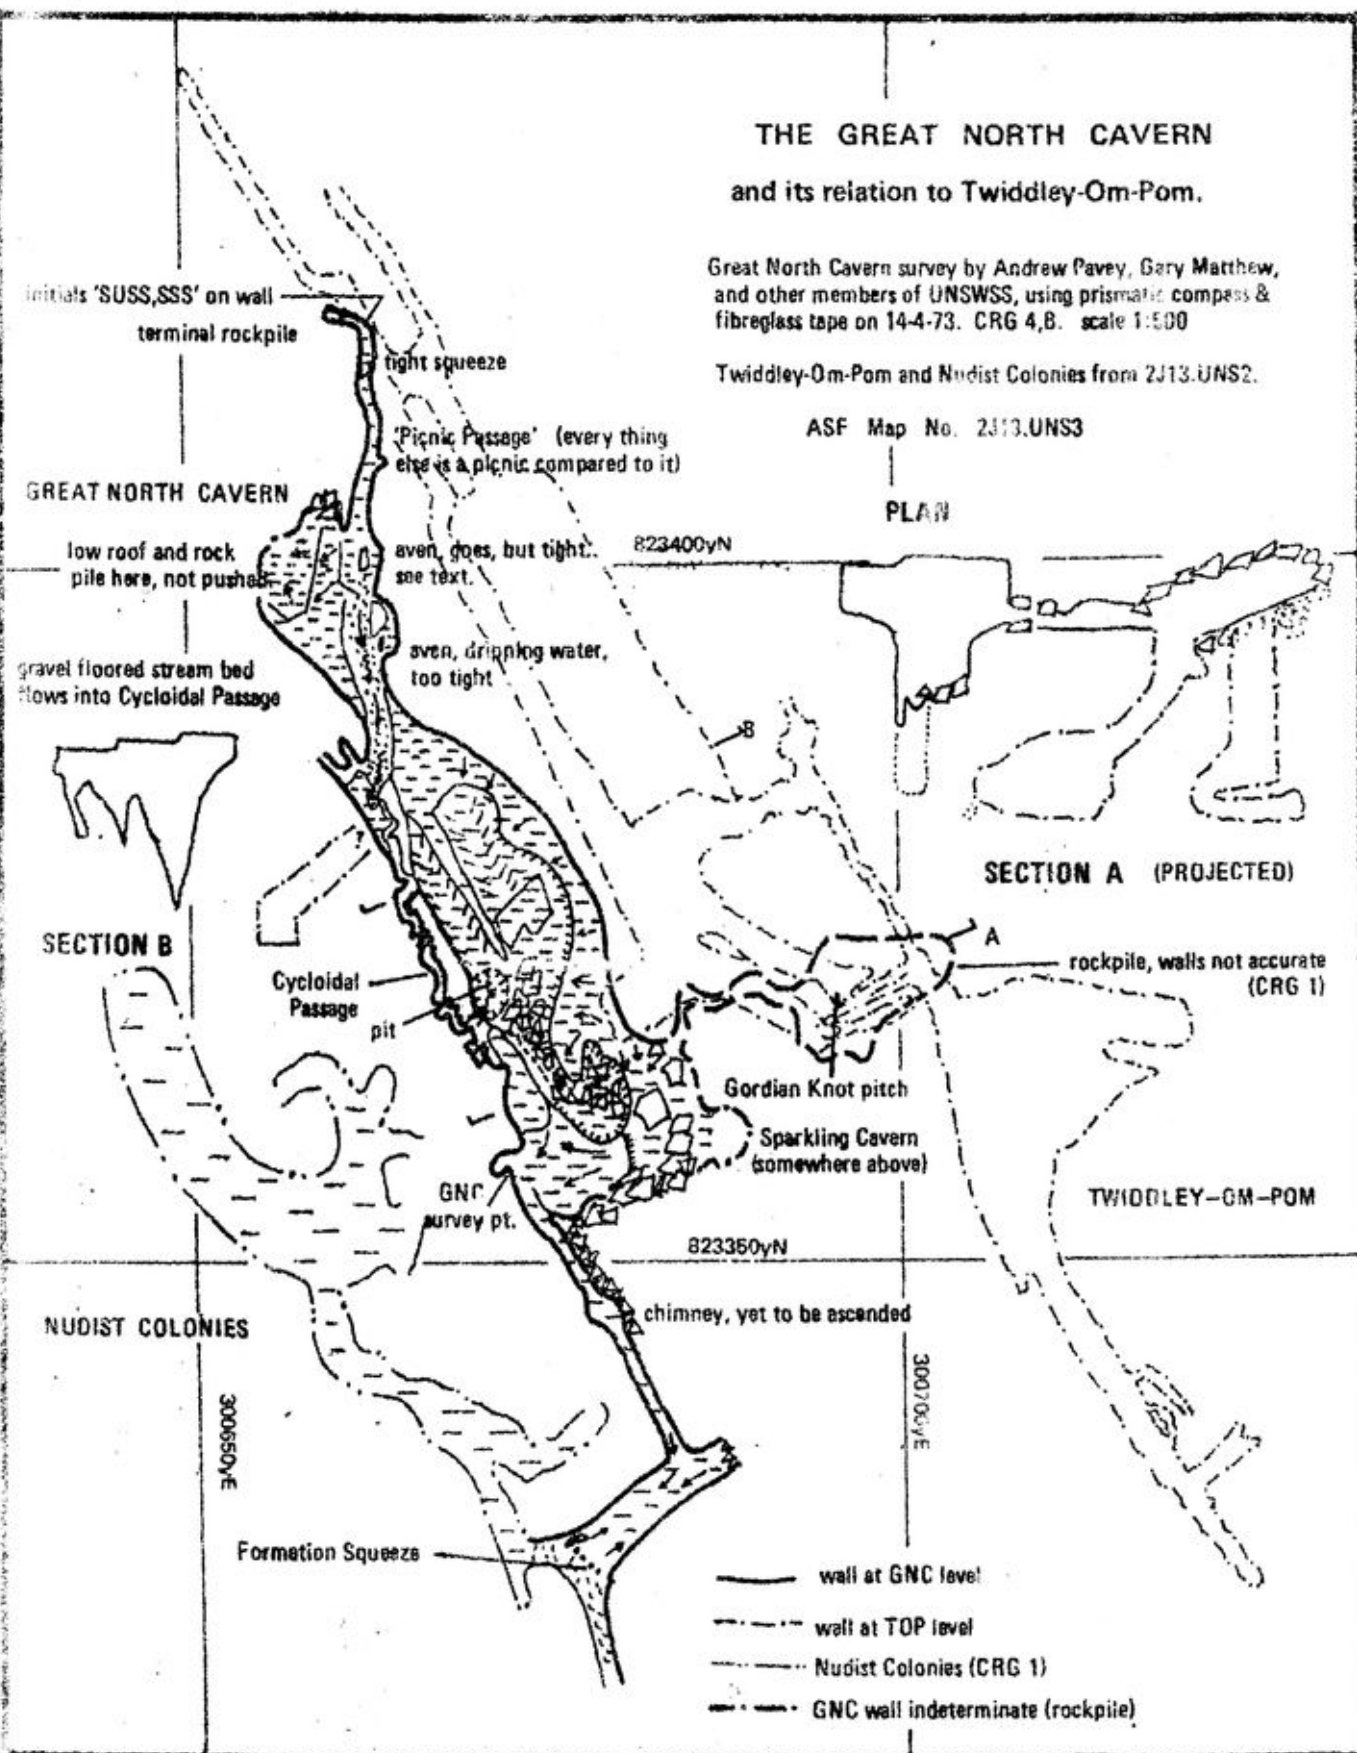 THE GREAT NORTH CAVERN
and its relation to Twiddley-Om-Pom.
Great North Cavern survey by Andrew Pavey, Gary Matthew,
and other members of UNSWSS, using prismatic compass &
fibreglass tape on 14-4-73. CRG 4,B. scale 1:500
Twiddley-Om-Pom and Nudist Colonies from 2J13.UNS2.
ASF Map No. 2J13.UNS3
PLAN
initials 'SUSS,SSS' on wall
terminal rockpile
tight squeeze
'Picnic Passage' (every thing
else is a picnic compared to it)
GREAT NORTH CAVERN
low roof and rock
pile here, not pushed.
aven, goes, but tight..
see text.
823400yN
aven, dripping water,
too tight
gravel floored stream bed
flows into Cycloidal Passage
B
SECTION A (PROJECTED)
SECTION B
A
rockpile, walls not accurate
(CRG 1)
Cycloidal
Passage
pit
Gordian Knot pitch
Sparkling Cavern
(somewhere above)
GNC
survey pt.
TWIDDLEY-OM-POM
823350yN
NUDIST COLONIES
chimney, yet to be ascended
300650yE
300700yE
Formation Squeeze
wall at GNC level
wall at TOP level
Nudist Colonies (CRG 1)
GNC wall indeterminate (rockpile)